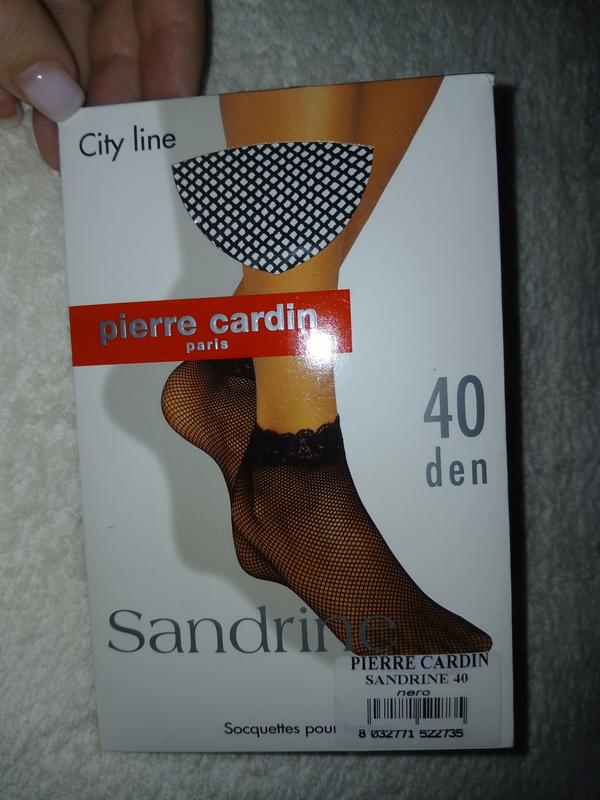 City line
pierre cardin
paris
40
den
Sandrine
PIERRE CARDIN
SANDRINE 40
nero
8 032771 522735
Socquettes pour